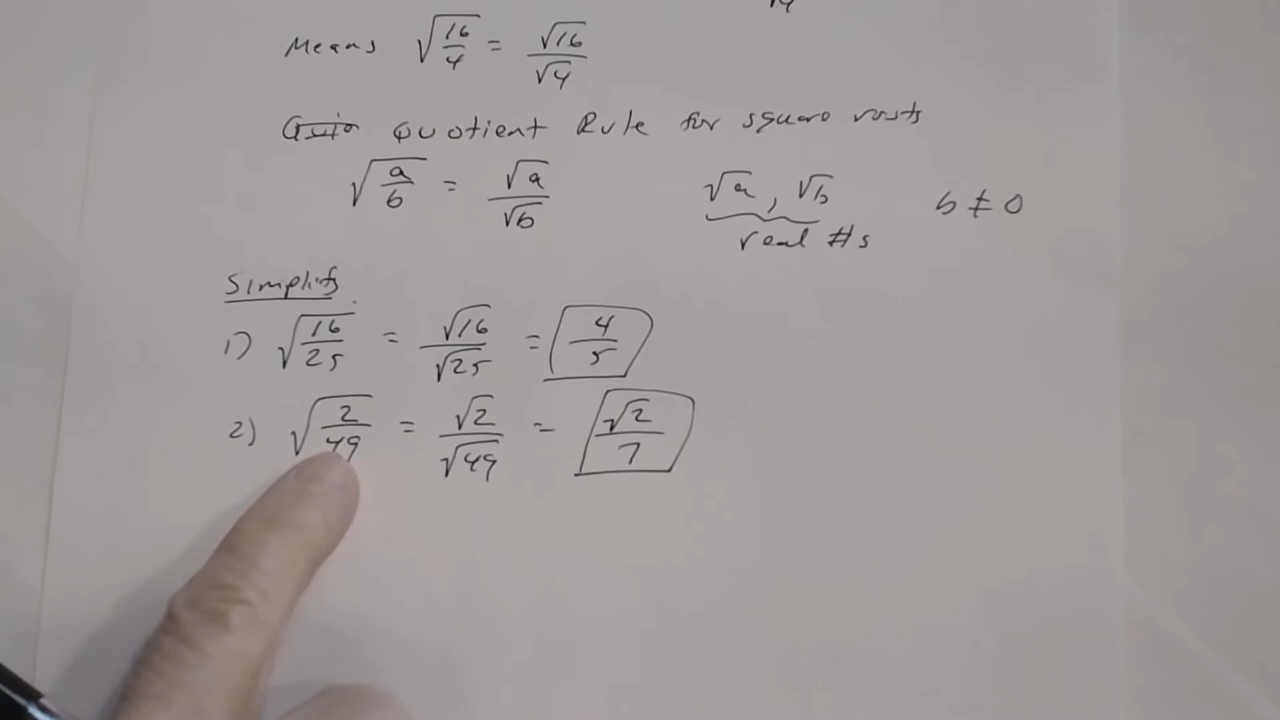 Means √(16/4) = √16/√4
Quotient Rule for square roots
√(a/b) = √a/√b √a, √b b ≠ 0
real #s
Simplify
1) √(16/25) = √16/√25 = 4/5
2) √(2/49) = √2/√49 = √2/7